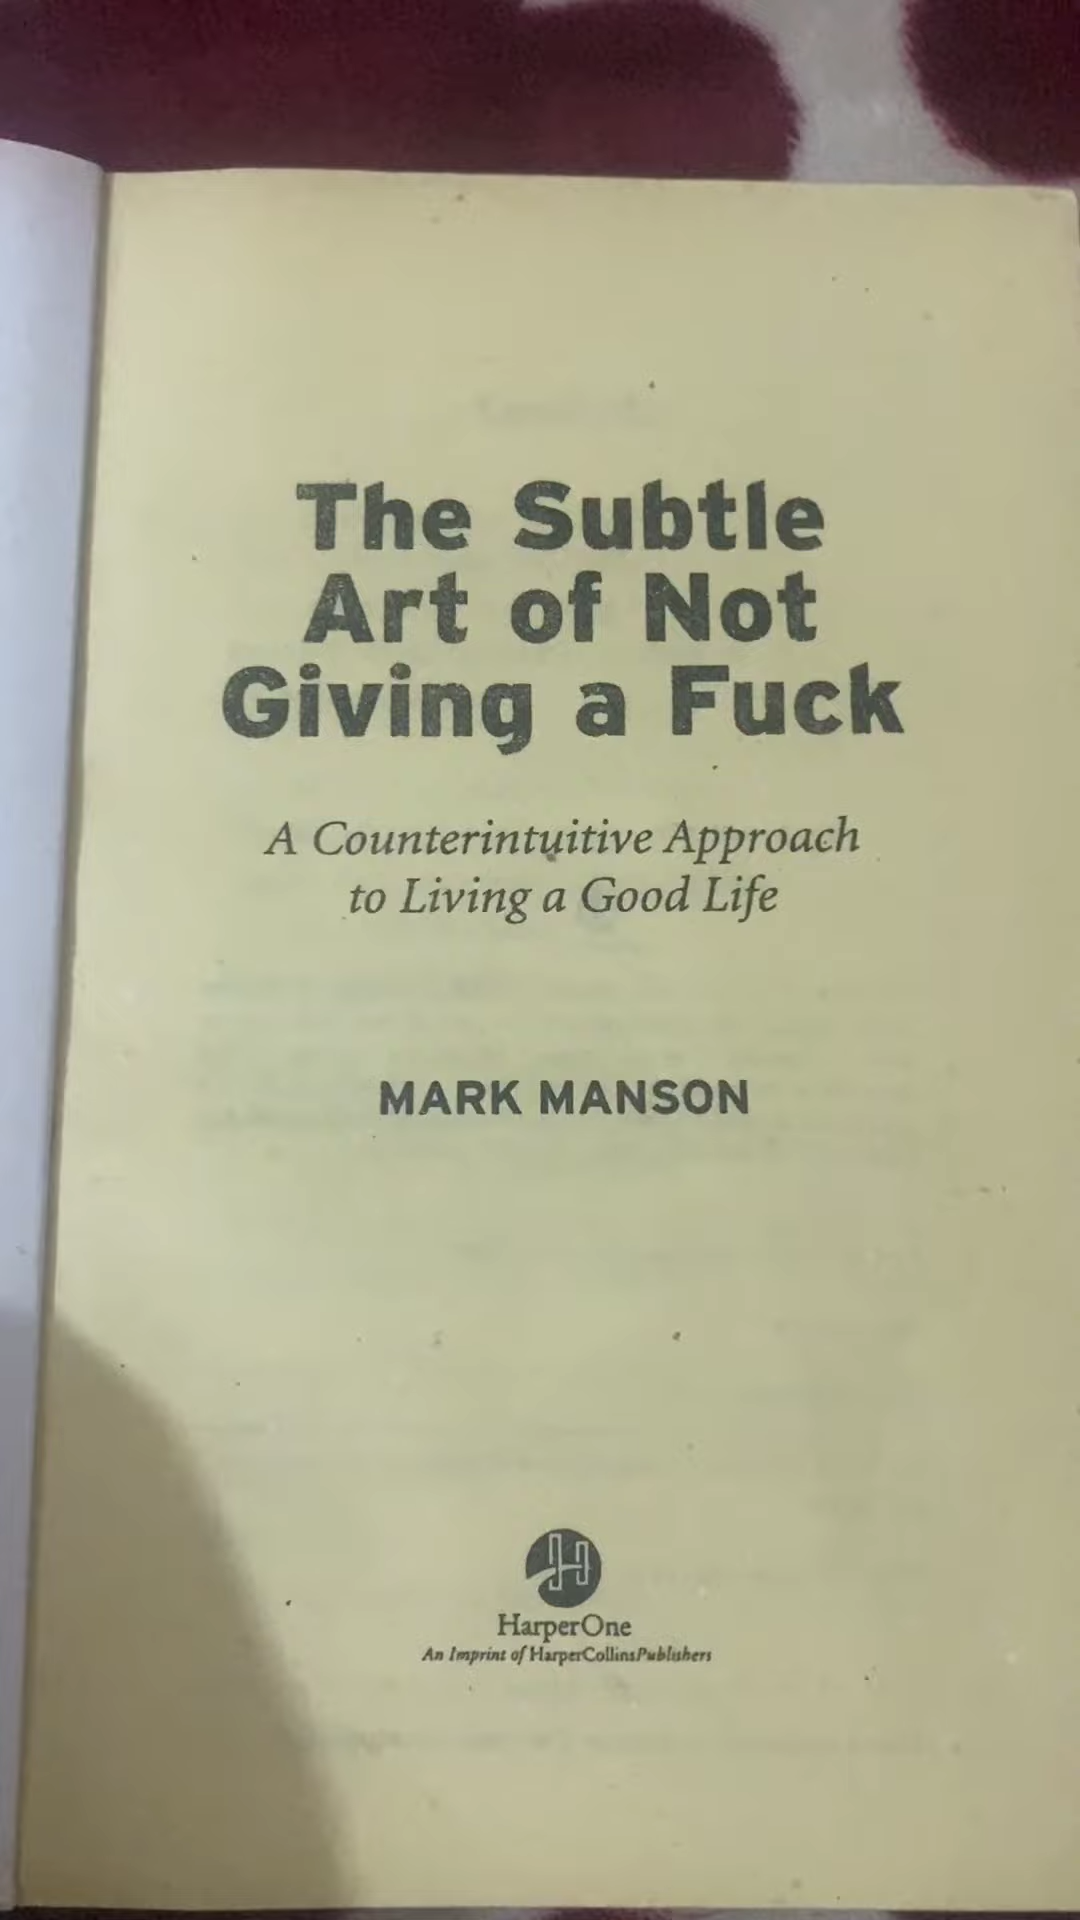 The Subtle
Art of Not
Giving a Fuck
A Counterintuitive Approach
to Living a Good Life
MARK MANSON
HarperOne
An Imprint of HarperCollinsPublishers